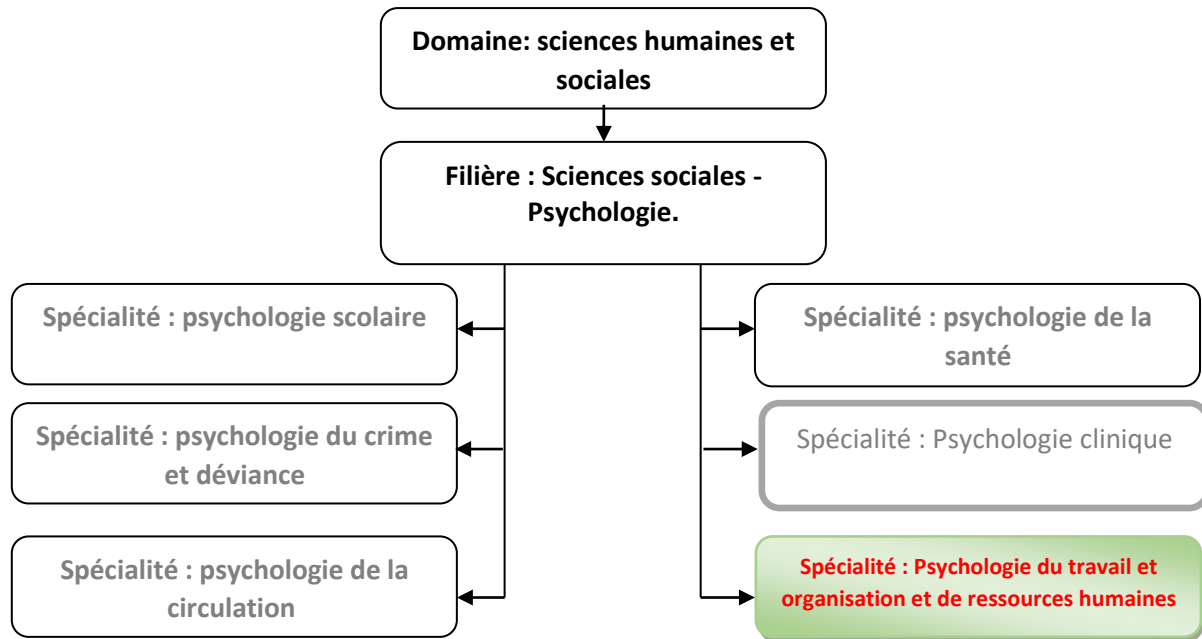 Domaine: sciences humaines et
sociales
Filière : Sciences sociales -
Psychologie.
Spécialité : psychologie scolaire
Spécialité : psychologie de la
santé
Spécialité : psychologie du crime
et déviance
Spécialité : Psychologie clinique
Spécialité : psychologie de la
circulation
Spécialité : Psychologie du travail et
organisation et de ressources humaines